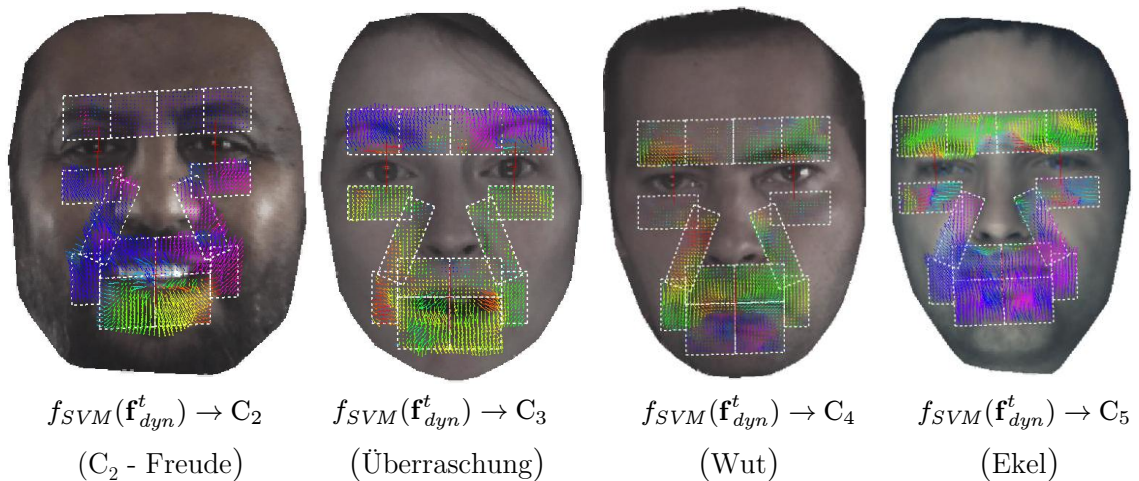 f_{SVM}(𝐟^t_{dyn}) → C₂ f_{SVM}(𝐟^t_{dyn}) → C₃ f_{SVM}(𝐟^t_{dyn}) → C₄ f_{SVM}(𝐟^t_{dyn}) → C₅
(C₂ - Freude) (Überraschung) (Wut) (Ekel)